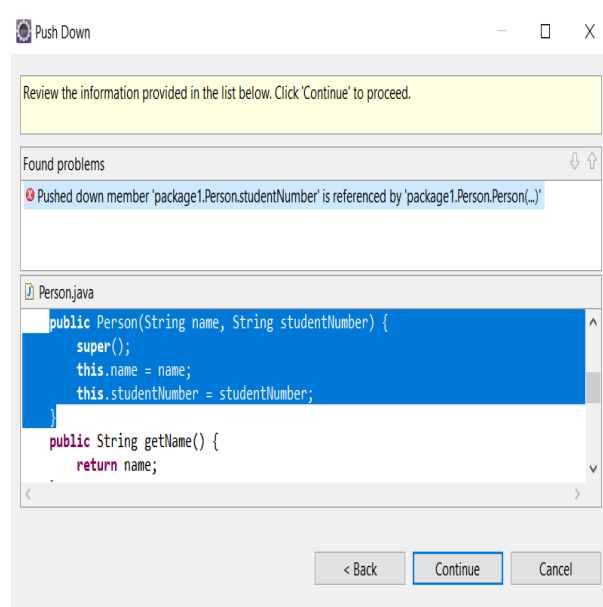 Push Down
Review the information provided in the list below. Click 'Continue' to proceed.
Found problems
Pushed down member 'package1.Person.studentNumber' is referenced by 'package1.Person.Person(...)'
Person.java
public Person(String name, String studentNumber) {
super();
this.name = name;
this.studentNumber = studentNumber;
}
public String getName() {
return name;
< Back
Continue
Cancel